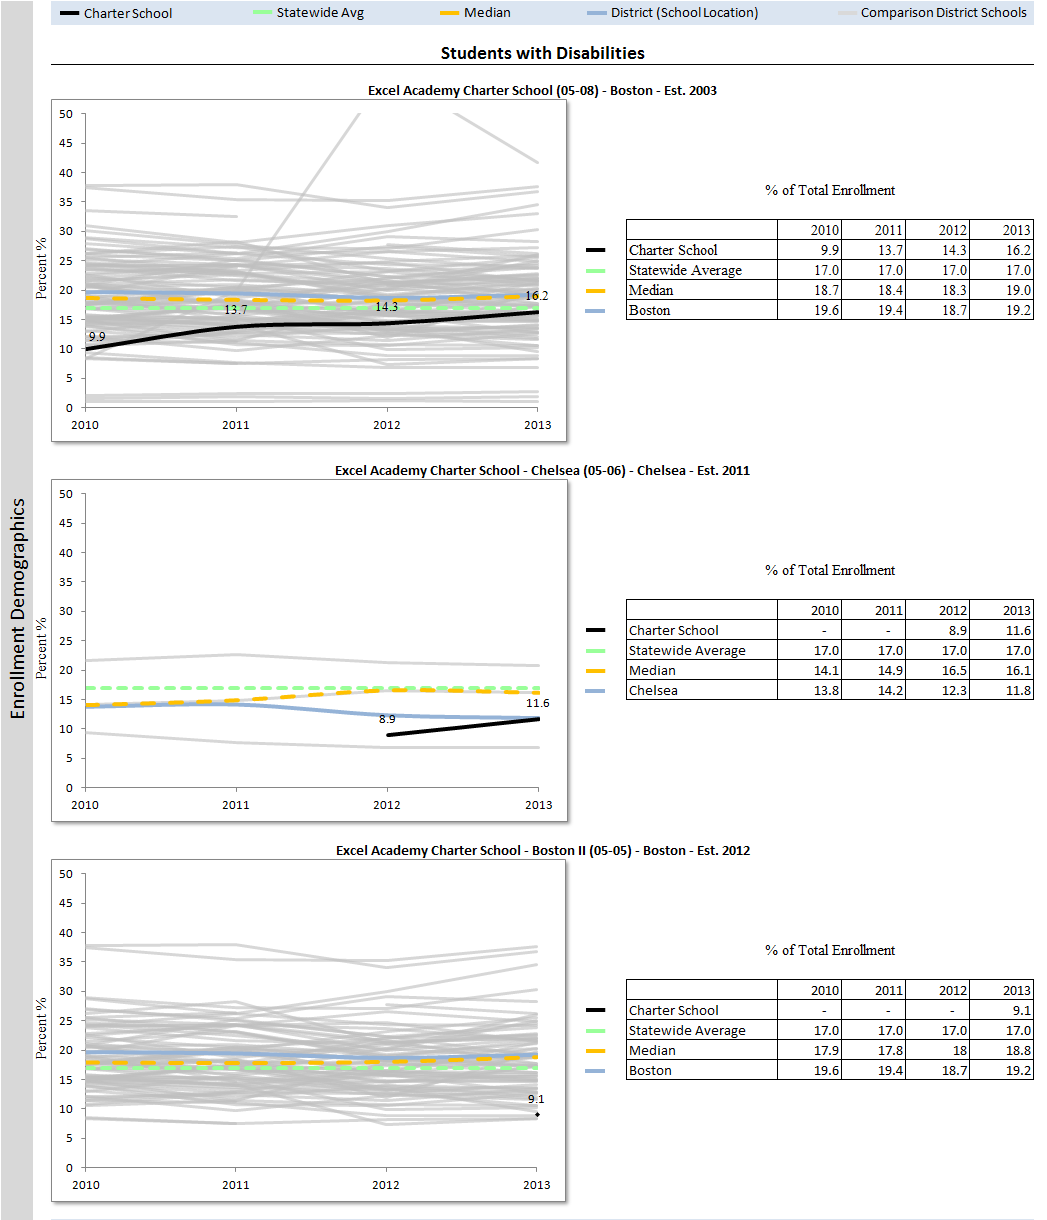 Charter School Statewide Avg Median District (School Location) Comparison District Schools
Students with Disabilities
Enrollment Demographics
Excel Academy Charter School (05-08) - Boston - Est. 2003
Percent %
50
45
40
35
30
25
20
15
10
5
0
9.9 13.7 14.3 16.2
2010 2011 2012 2013
% of Total Enrollment
2010 2011 2012 2013
Charter School 9.9 13.7 14.3 16.2
Statewide Average 17.0 17.0 17.0 17.0
Median 18.7 18.4 18.3 19.0
Boston 19.6 19.4 18.7 19.2
Excel Academy Charter School - Chelsea (05-06) - Chelsea - Est. 2011
Percent %
50
45
40
35
30
25
20
15
10
5
0
8.9 11.6
2010 2011 2012 2013
% of Total Enrollment
2010 2011 2012 2013
Charter School - - 8.9 11.6
Statewide Average 17.0 17.0 17.0 17.0
Median 14.1 14.9 16.5 16.1
Chelsea 13.8 14.2 12.3 11.8
Excel Academy Charter School - Boston II (05-05) - Boston - Est. 2012
Percent %
50
45
40
35
30
25
20
15
10
5
0
9.1
2010 2011 2012 2013
% of Total Enrollment
2010 2011 2012 2013
Charter School - - - 9.1
Statewide Average 17.0 17.0 17.0 17.0
Median 17.9 17.8 18 18.8
Boston 19.6 19.4 18.7 19.2